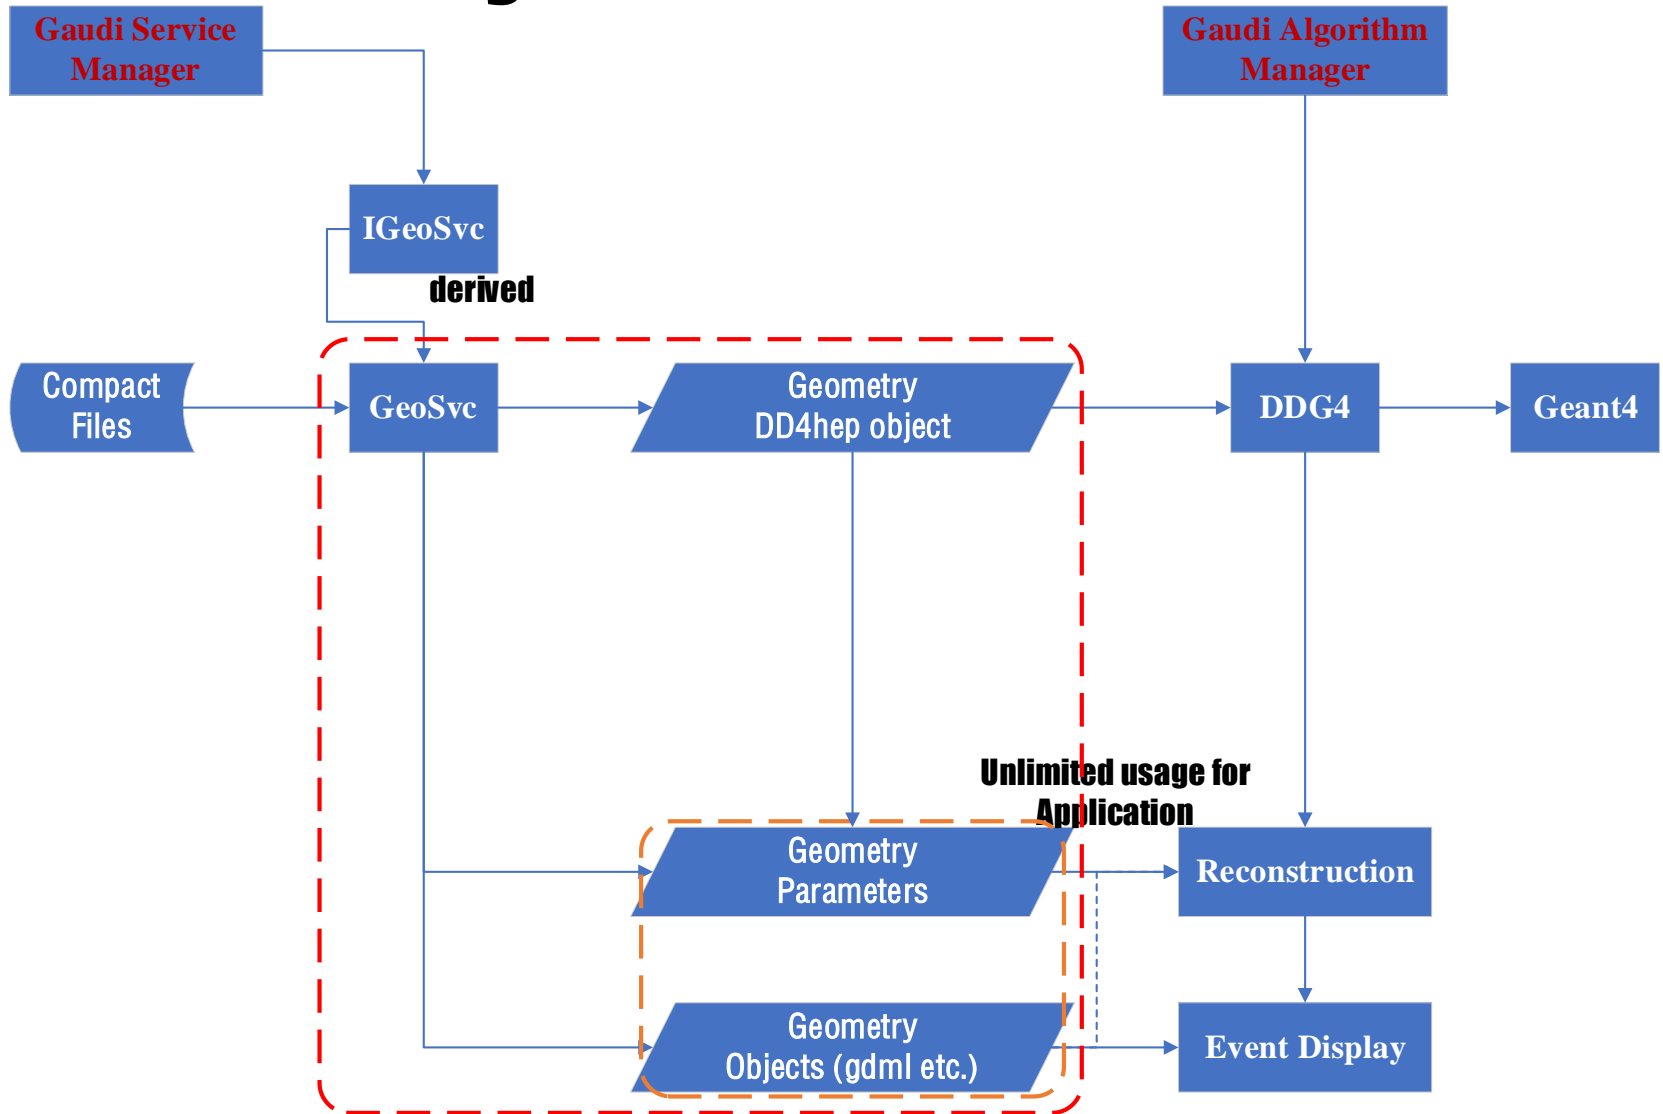 Gaudi Service
Manager
Gaudi Algorithm
Manager
IGeoSvc
derived
Compact
Files
GeoSvc
Geometry
DD4hep object
DDG4
Geant4
Unlimited usage for
Application
Geometry
Parameters
Reconstruction
Geometry
Objects (gdml etc.)
Event Display